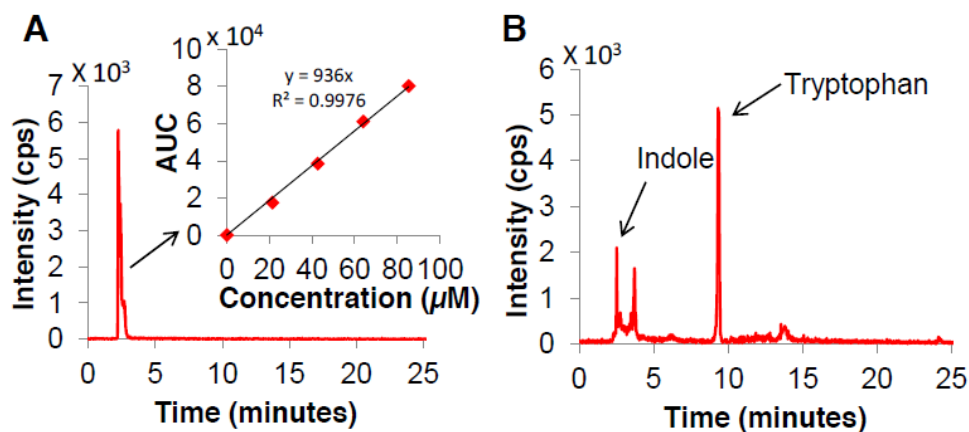 A
X 10³
7
6
5
4
3
2
1
0
Intensity (cps)
0 5 10 15 20 25
Time (minutes)
10 X 10⁴
8
6
4
2
0
AUC
y = 936x
R² = 0.9976
0 20 40 60 80 100
Concentration (µM)
B
X 10³
6
5
4
3
2
1
0
Intensity (cps)
Indole
Tryptophan
0 5 10 15 20 25
Time (minutes)